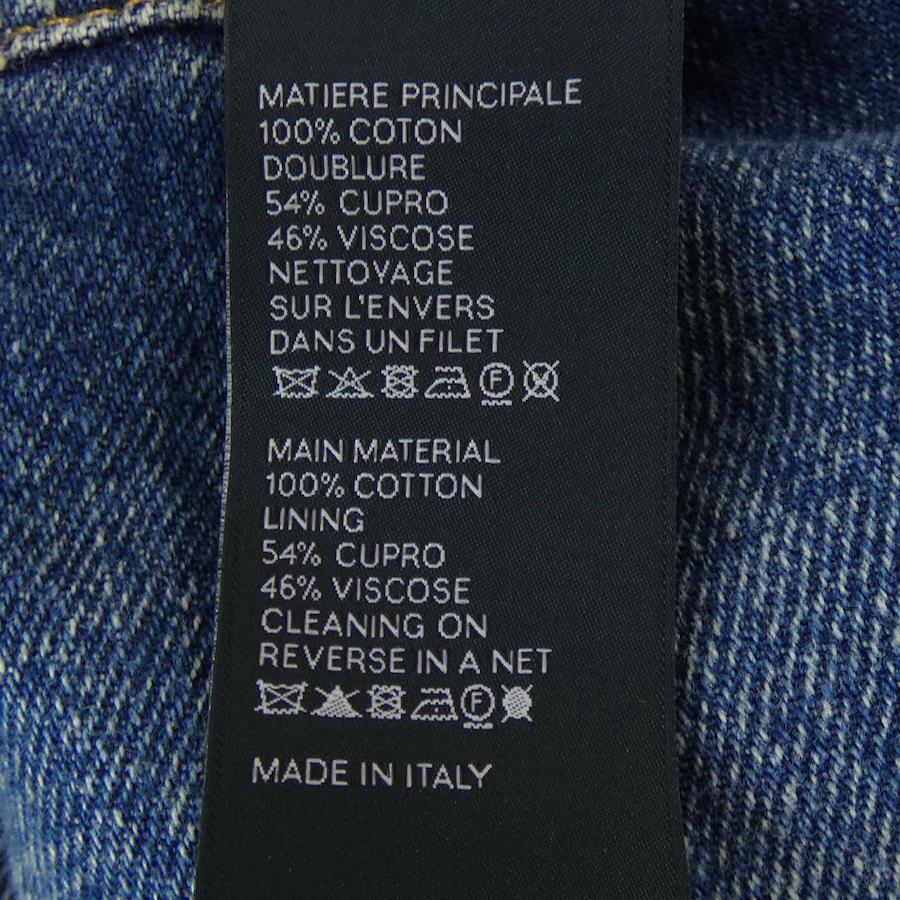 MATIERE PRINCIPALE
100% COTON
DOUBLURE
54% CUPRO
46% VISCOSE
NETTOYAGE
SUR L'ENVERS
DANS UN FILET
F
MAIN MATERIAL
100% COTTON
LINING
54% CUPRO
46% VISCOSE
CLEANING ON
REVERSE IN A NET
F
MADE IN ITALY